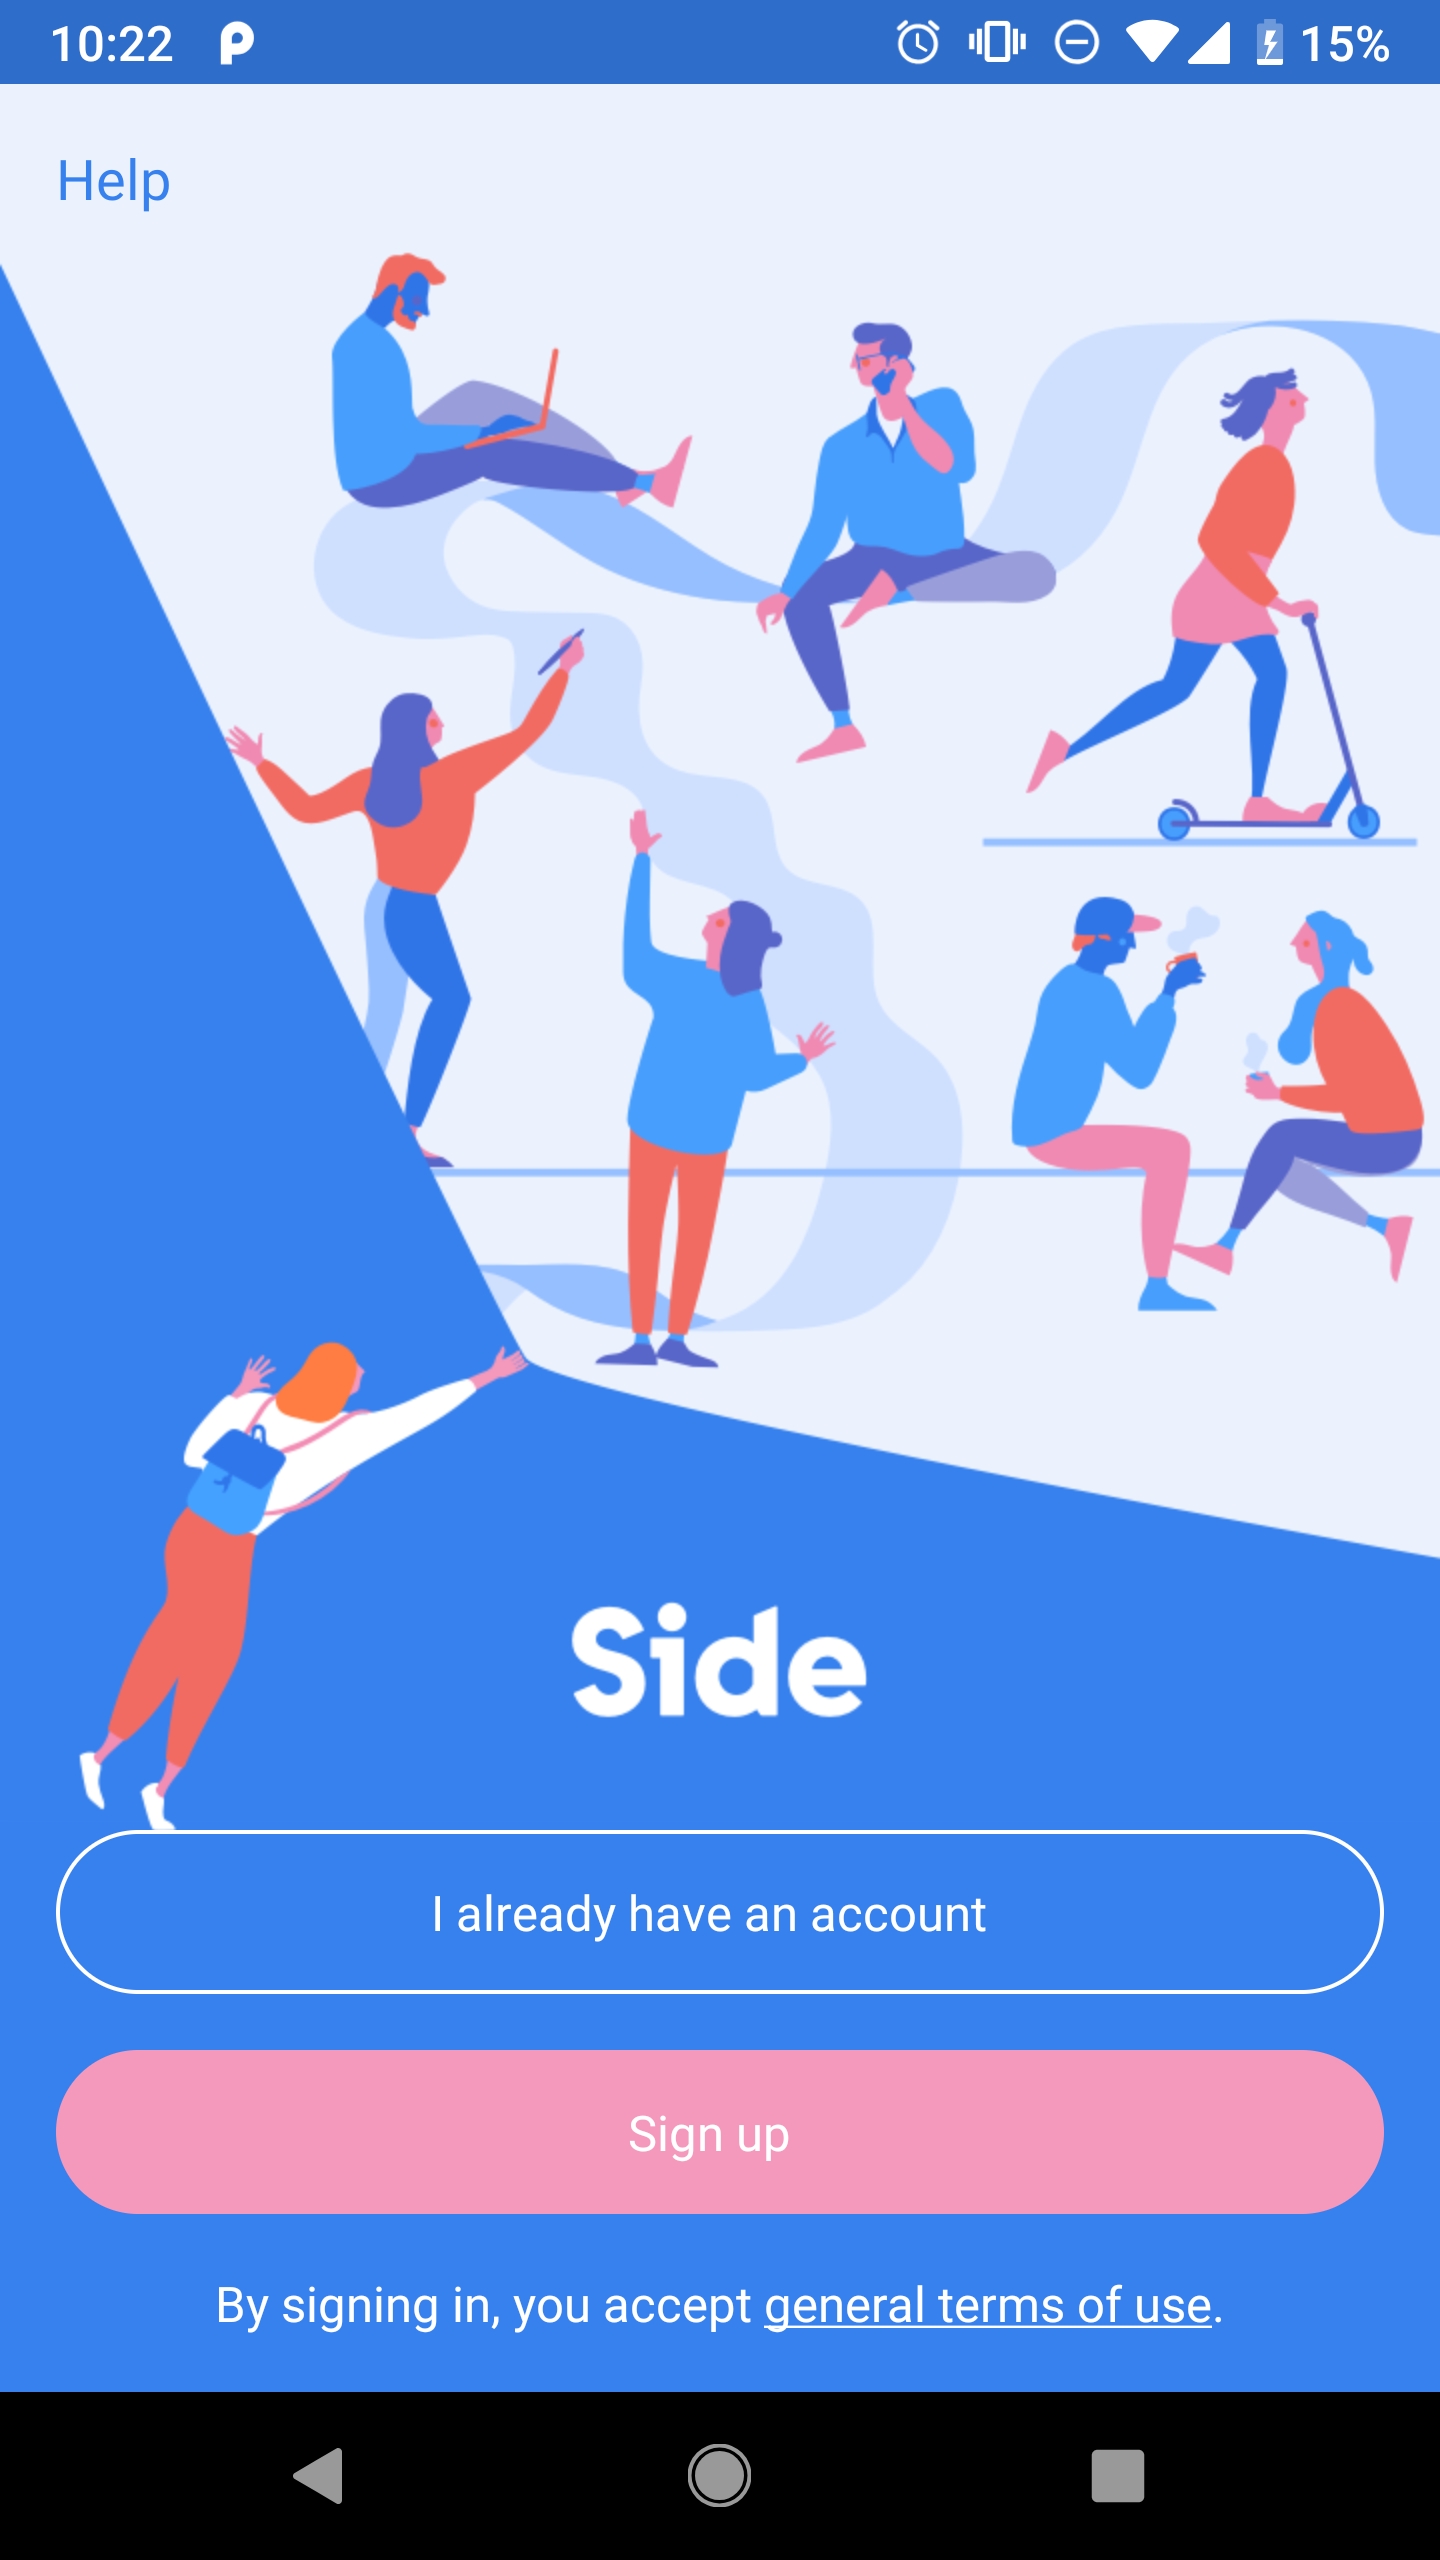 10:22 15%
Help
Side
I already have an account
Sign up
By signing in, you accept general terms of use.